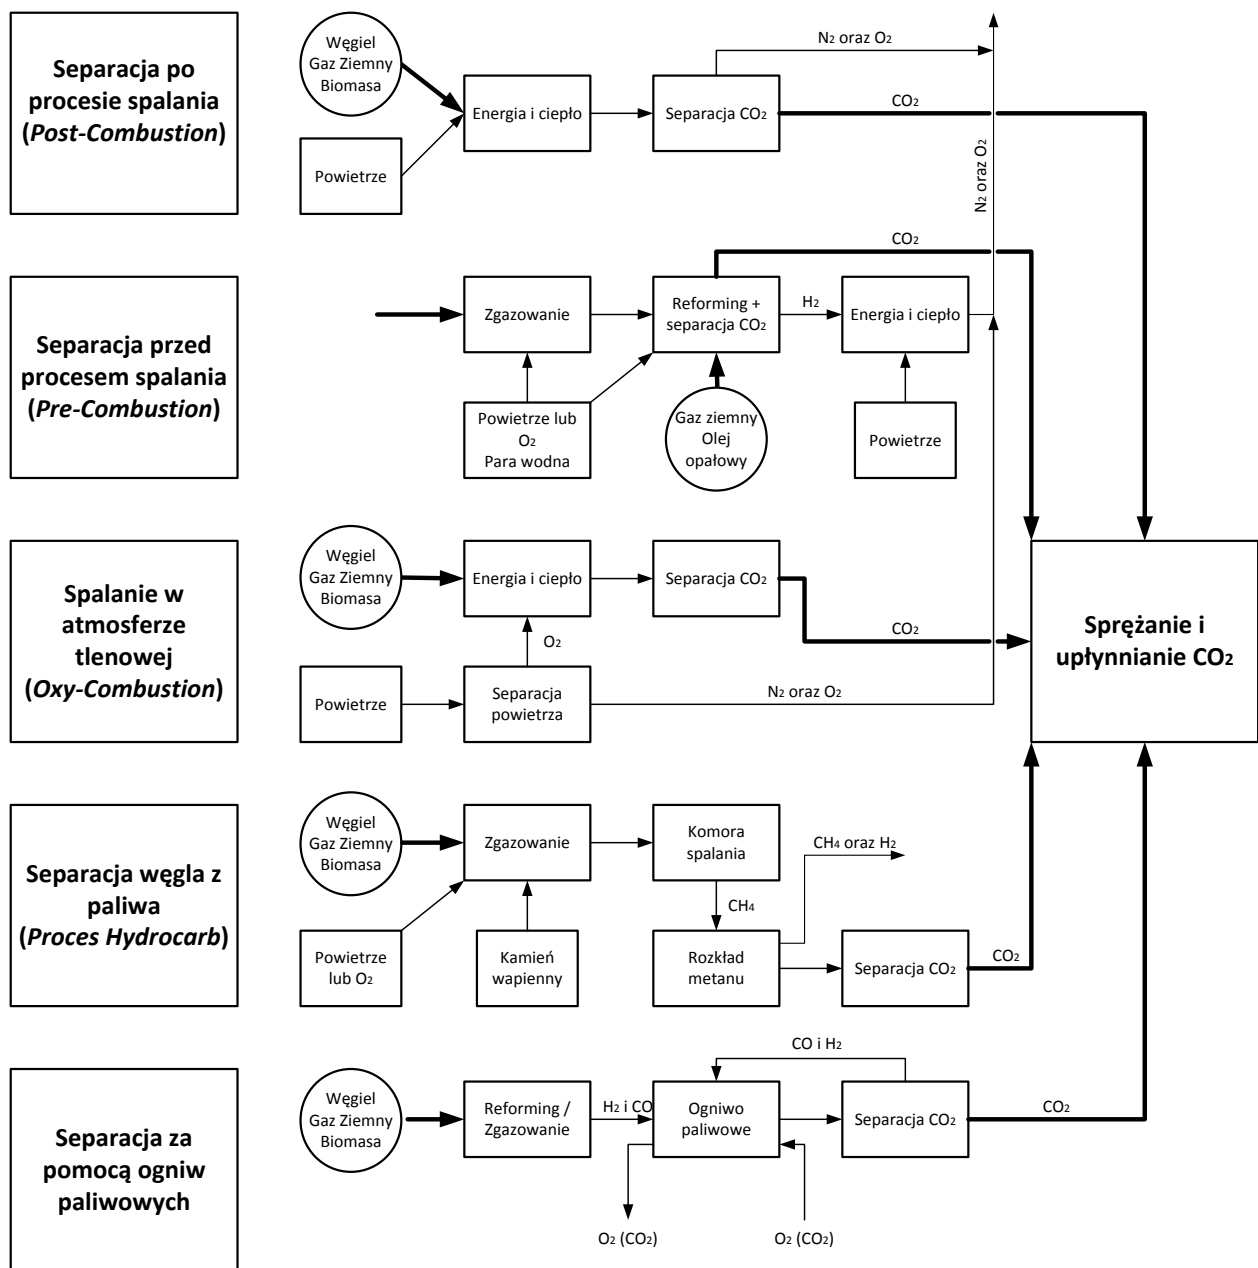 Separacja po
procesie spalania
(Post-Combustion)
Węgiel
Gaz Ziemny
Biomasa
Powietrze
Energia i ciepło
Separacja CO2
N2 oraz O2
CO2
N2 oraz O2
Separacja przed
procesem spalania
(Pre-Combustion)
Zgazowanie
Powietrze lub
O2
Para wodna
Reforming +
separacja CO2
Gaz ziemny
Olej
opałowy
CO2
H2
Energia i ciepło
Powietrze
Spalanie w
atmosferze
tlenowej
(Oxy-Combustion)
Węgiel
Gaz Ziemny
Biomasa
Energia i ciepło
Separacja CO2
O2
CO2
Powietrze
Separacja
powietrza
N2 oraz O2
Sprężanie i
upłynnianie CO2
Separacja węgla z
paliwa
(Proces Hydrocarb)
Węgiel
Gaz Ziemny
Biomasa
Powietrze
lub O2
Zgazowanie
Kamień
wapienny
Komora
spalania
CH4
CH4 oraz H2
Rozkład
metanu
Separacja CO2
CO2
Separacja za
pomocą ogniw
paliwowych
Węgiel
Gaz Ziemny
Biomasa
Reforming /
Zgazowanie
H2 i CO
Ogniwo
paliwowe
CO i H2
Separacja CO2
CO2
O2 (CO2)
O2 (CO2)